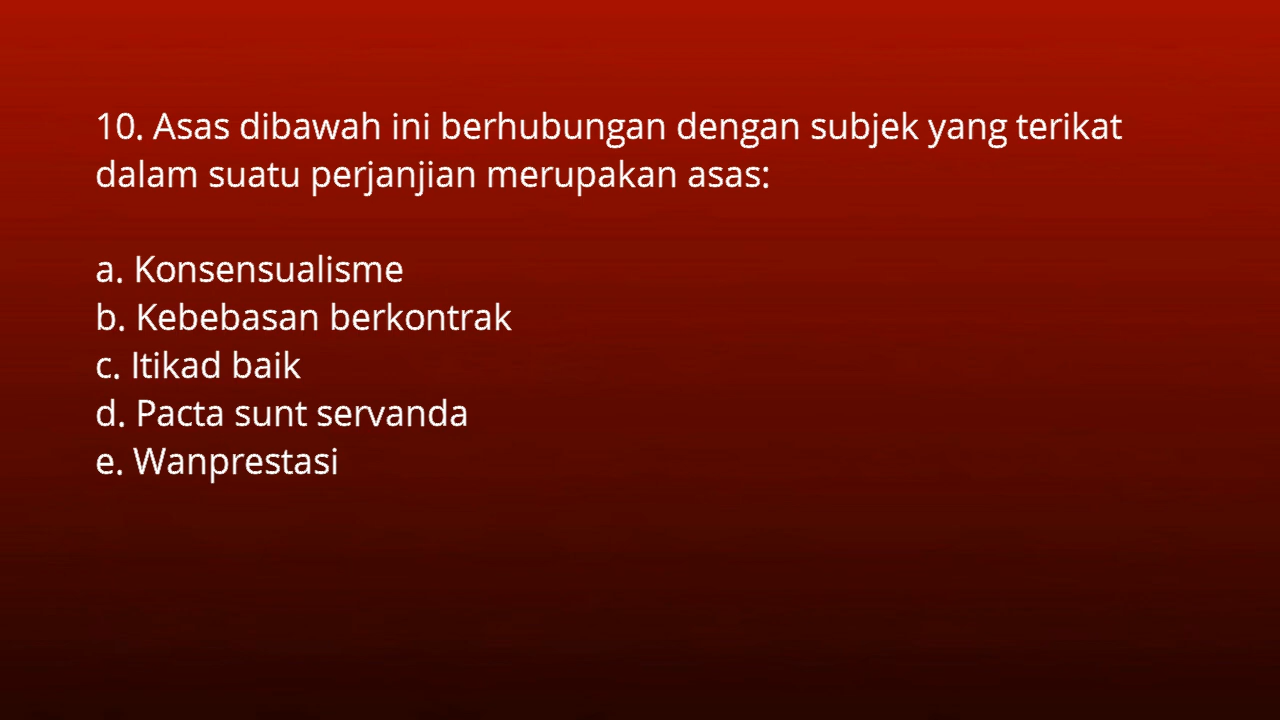 10. Asas dibawah ini berhubungan dengan subjek yang terikat
dalam suatu perjanjian merupakan asas:
a. Konsensualisme
b. Kebebasan berkontrak
c. Itikad baik
d. Pacta sunt servanda
e. Wanprestasi